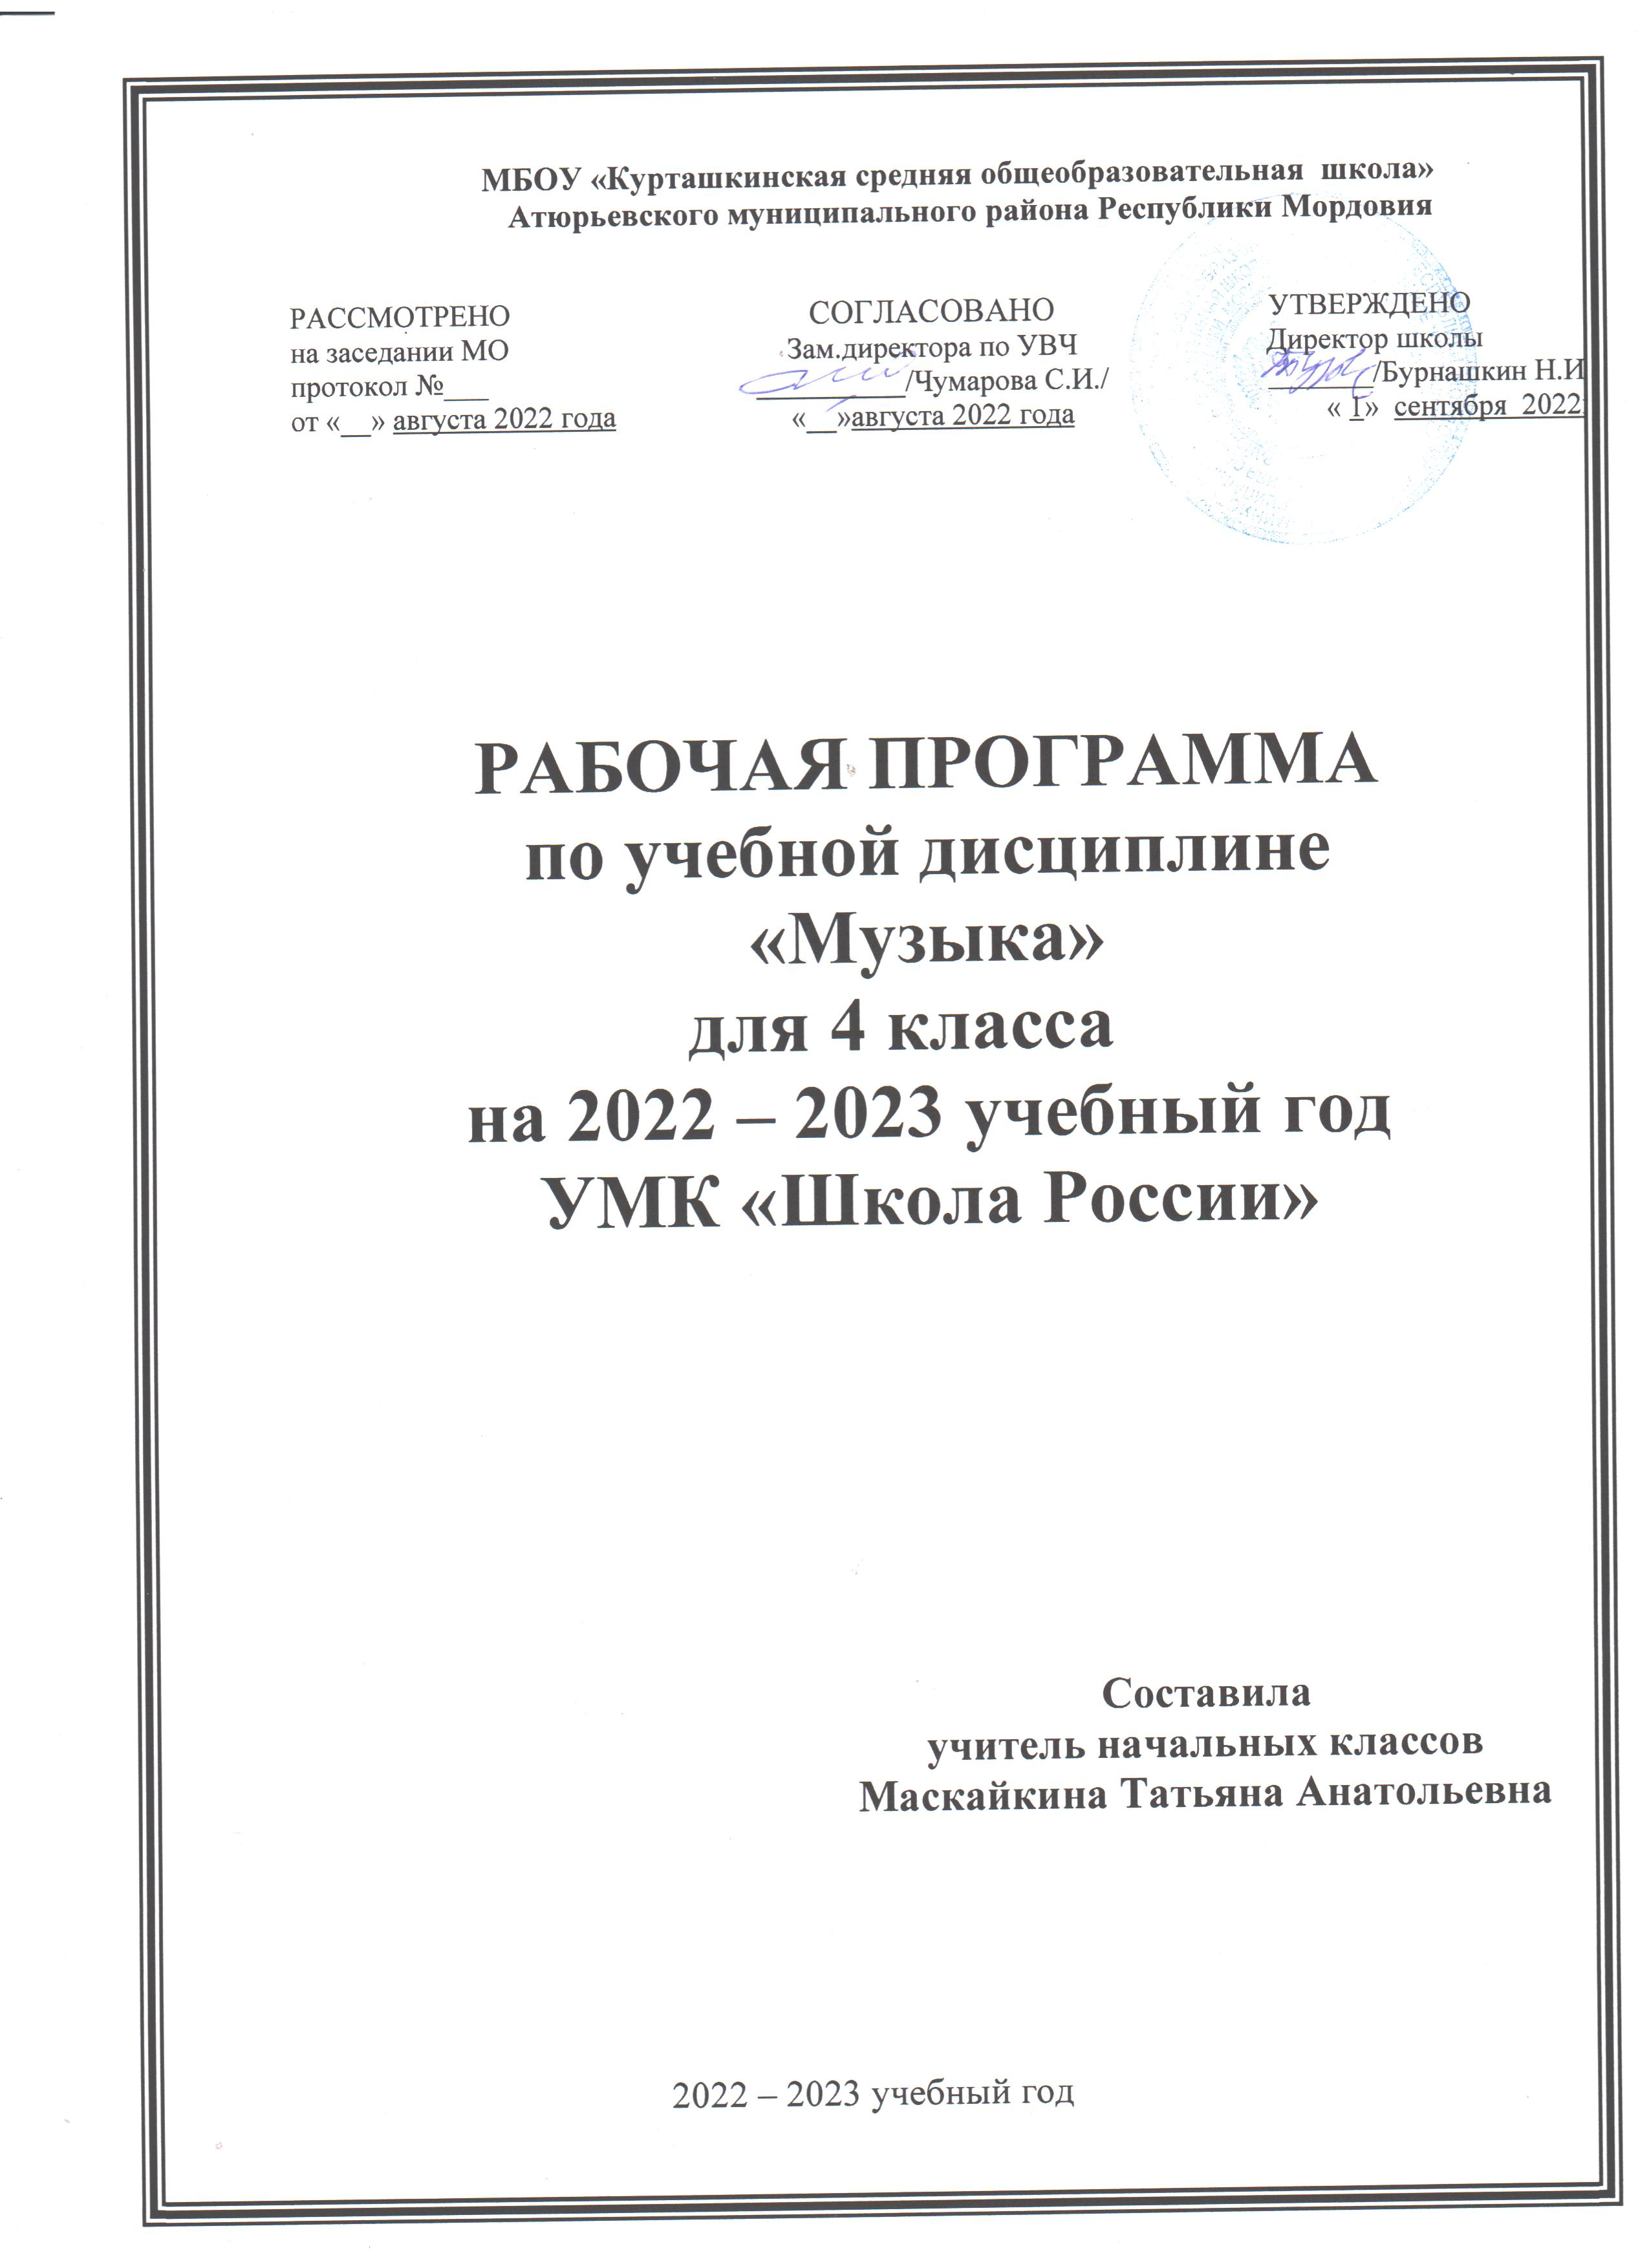 МБОУ «Курташкинская средняя общеобразовательная школа»
Атюрьевского муниципального района Республики Мордовия
РАССМОТРЕНО
на заседании МО
протокол №___
от «__» августа 2022 года
СОГЛАСОВАНО
Зам.директора по УВЧ
__________/Чумарова С.И./
«__»августа 2022 года
УТВЕРЖДЕНО
Директор школы
_______/Бурнашкин Н.И
« 1» сентября 2022
РАБОЧАЯ ПРОГРАММА
по учебной дисциплине
«Музыка»
для 4 класса
на 2022 – 2023 учебный год
УМК «Школа России»
Составила
учитель начальных классов
Маскайкина Татьяна Анатольевна
2022 – 2023 учебный год